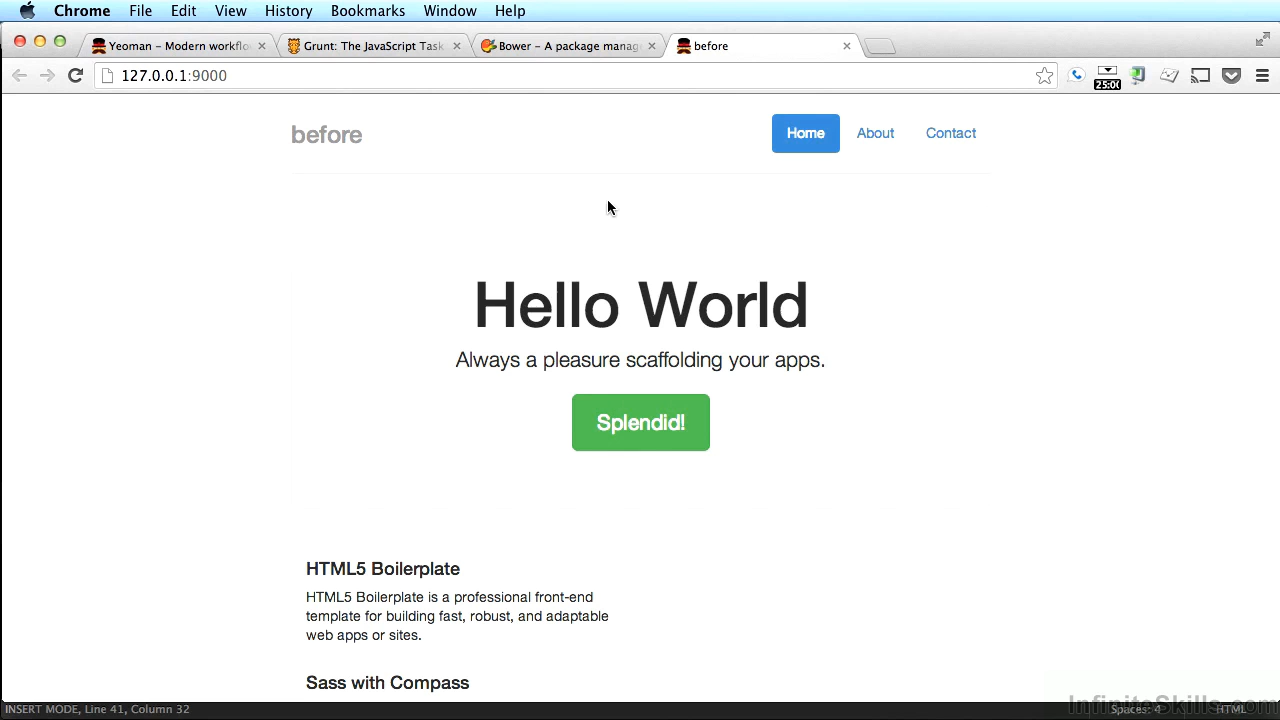 Chrome File Edit View History Bookmarks Window Help
Yeoman – Modern workflo Grunt: The JavaScript Task Bower – A package manag before
127.0.0.1:9000
25:00
before Home About Contact
Hello World
Always a pleasure scaffolding your apps.
Splendid!
HTML5 Boilerplate
HTML5 Boilerplate is a professional front-end
template for building fast, robust, and adaptable
web apps or sites.
Sass with Compass
INSERT MODE, Line 41, Column 32 Spaces: 4 HTML
InfiniteSkills.com